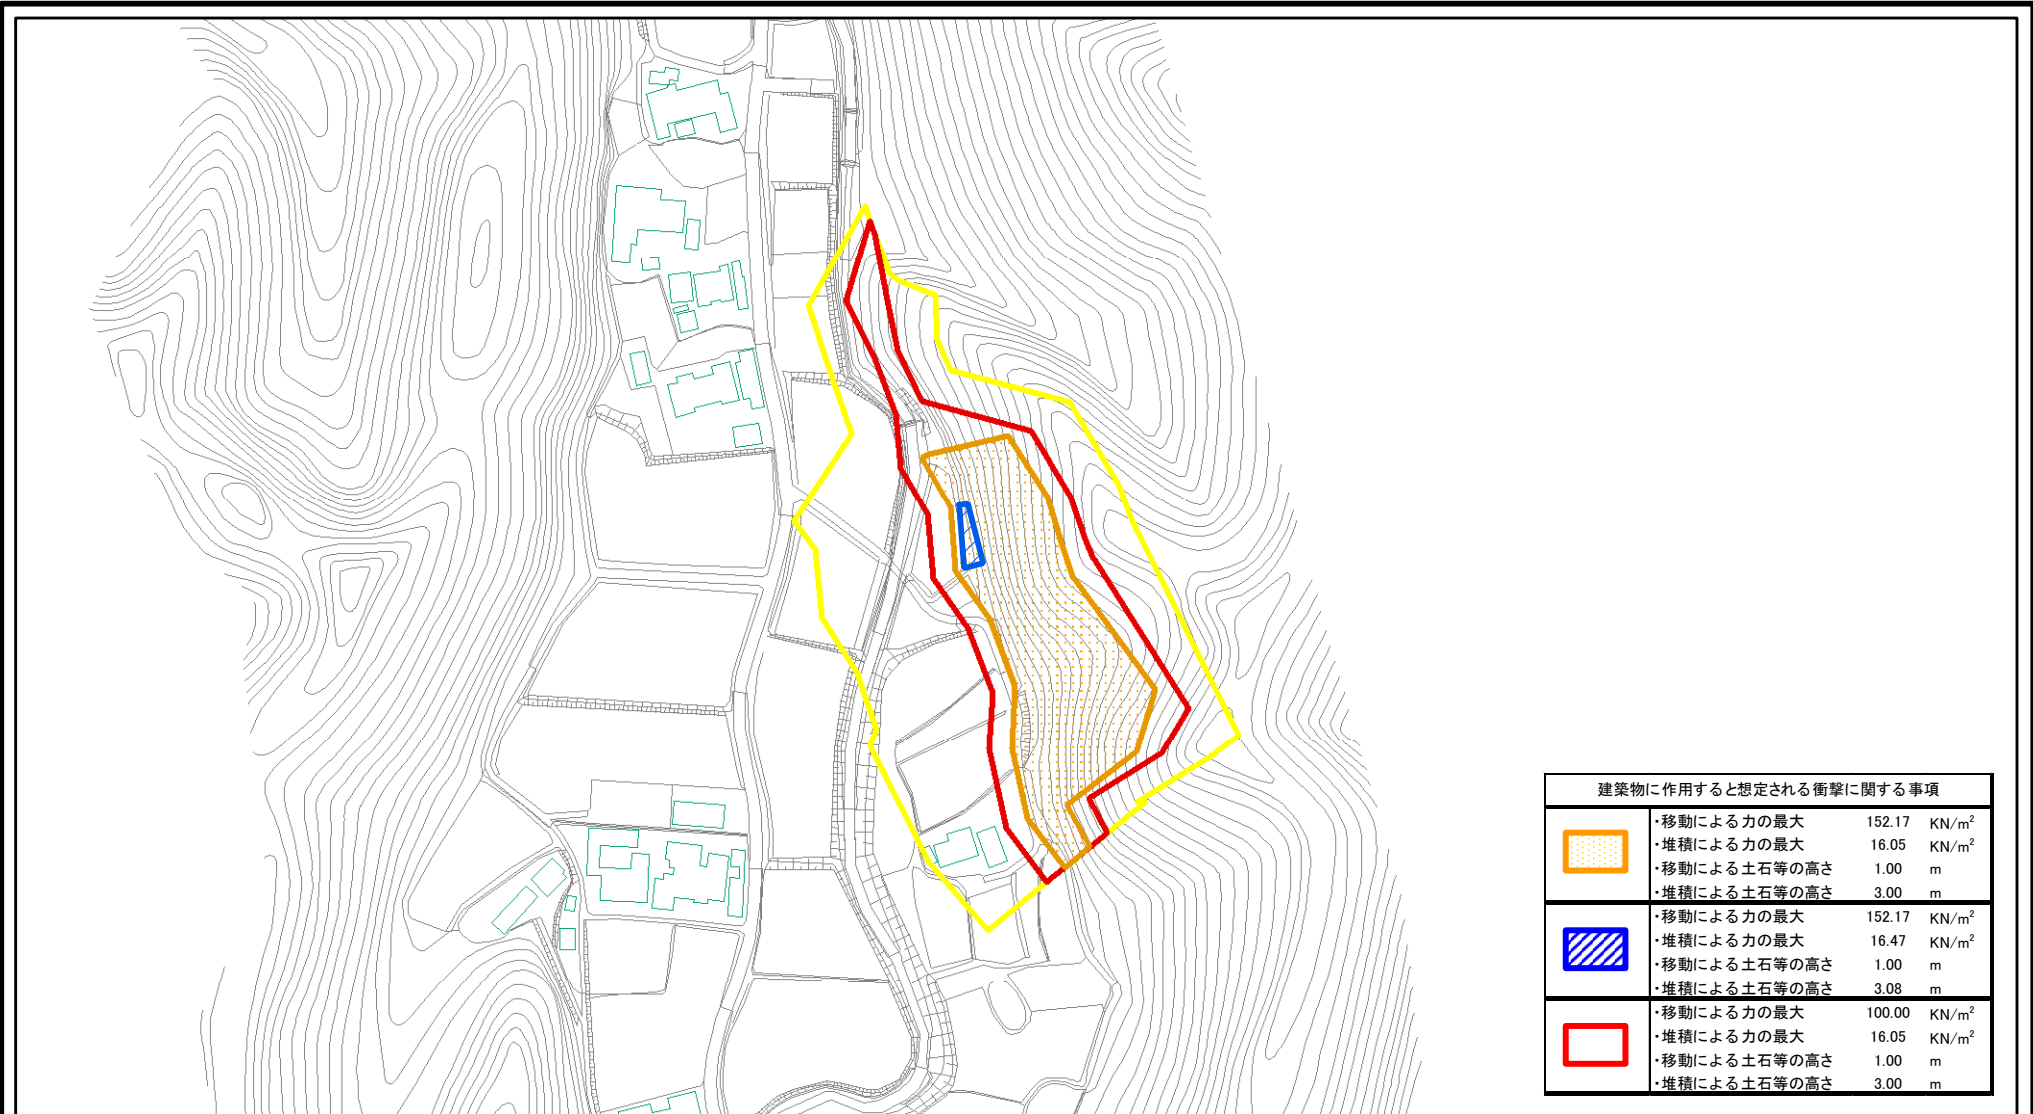 建築物に作用すると想定される衝撃に関する事項
・移動による力の最大 152.17 KN/m²
・堆積による力の最大 16.05 KN/m²
・移動による土石等の高さ 1.00 m
・堆積による土石等の高さ 3.00 m
・移動による力の最大 152.17 KN/m²
・堆積による力の最大 16.47 KN/m²
・移動による土石等の高さ 1.00 m
・堆積による土石等の高さ 3.08 m
・移動による力の最大 100.00 KN/m²
・堆積による力の最大 16.05 KN/m²
・移動による土石等の高さ 1.00 m
・堆積による土石等の高さ 3.00 m